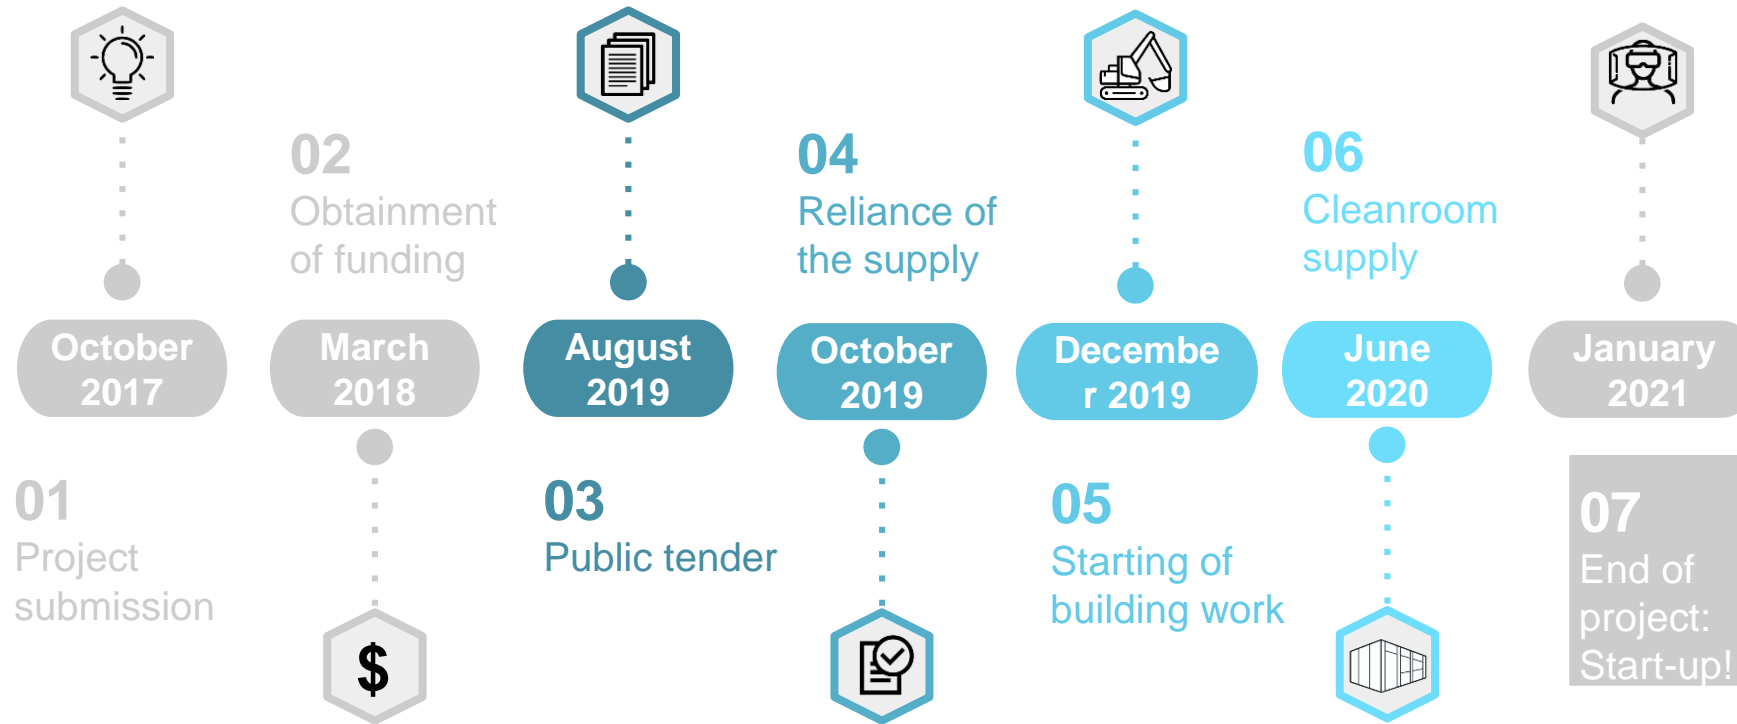 October
2017
01
Project
submission
02
Obtainment
of funding
March
2018
$
August
2019
03
Public tender
04
Reliance of
the supply
October
2019
Decembe
r 2019
05
Starting of
building work
06
Cleanroom
supply
June
2020
January
2021
07
End of
project:
Start-up!